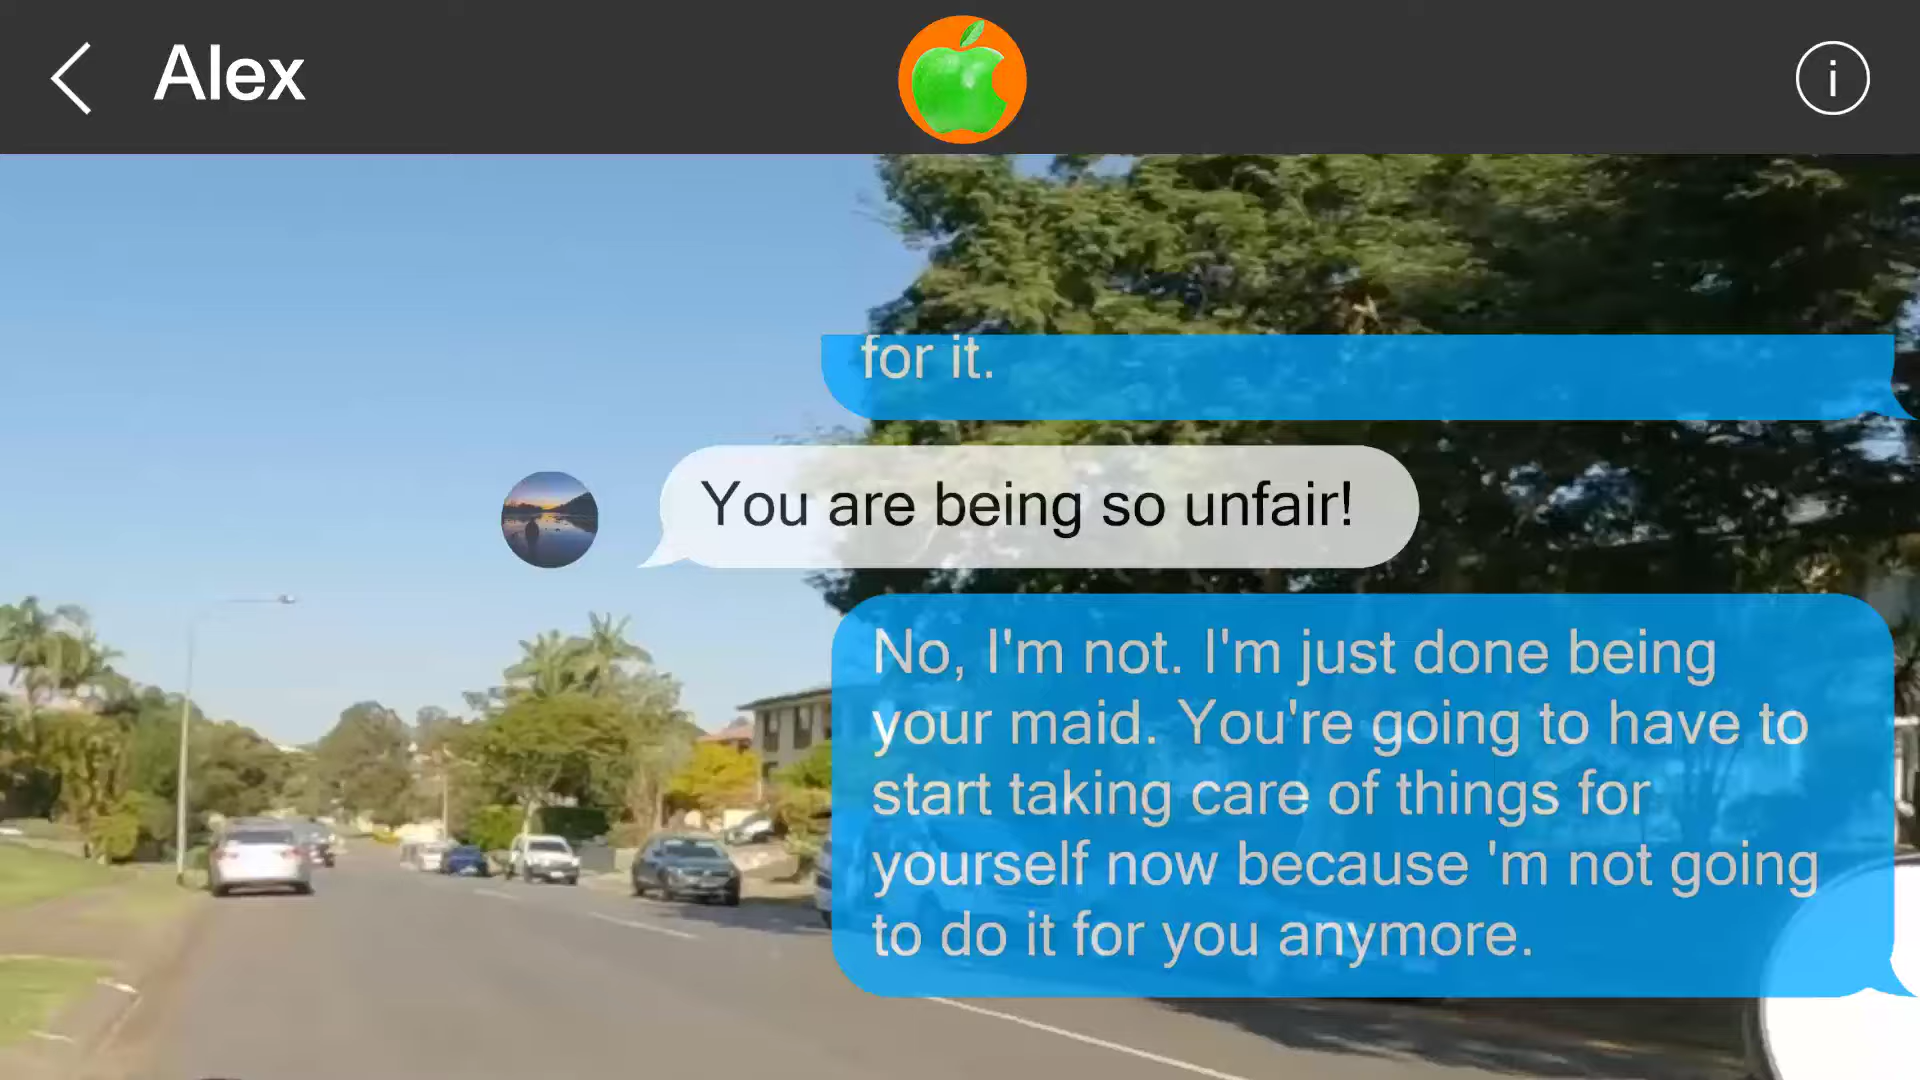 Alex
i
for it.
You are being so unfair!
No, I'm not. I'm just done being
your maid. You're going to have to
start taking care of things for
yourself now because 'm not going
to do it for you anymore.